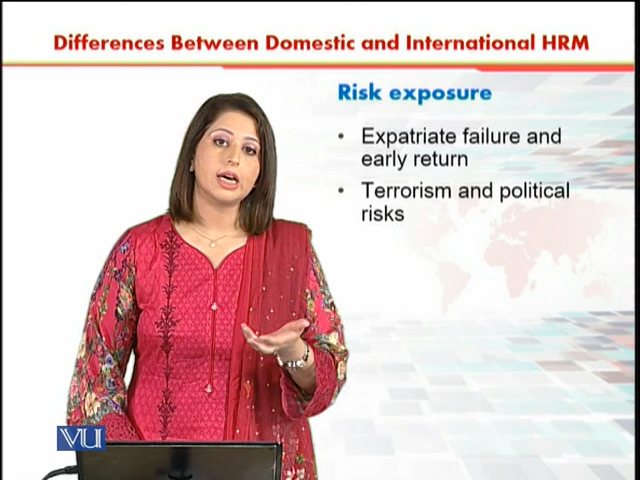 Differences Between Domestic and International HRM
Risk exposure
• Expatriate failure and
early return
• Terrorism and political
risks
VU